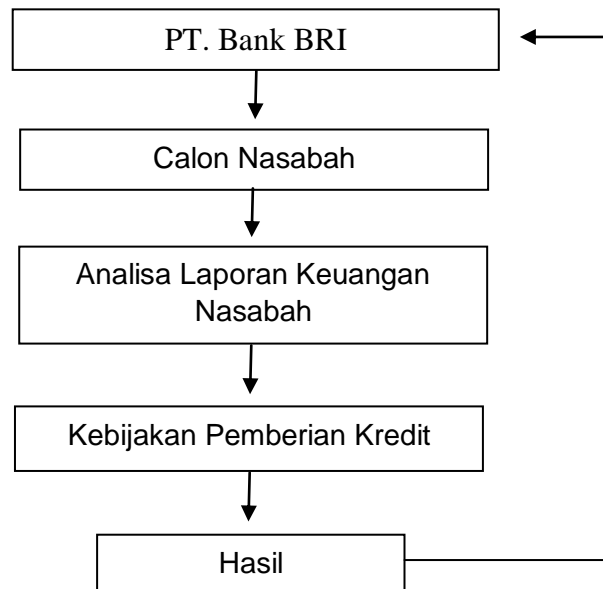 PT. Bank BRI
Calon Nasabah
Analisa Laporan Keuangan
Nasabah
Kebijakan Pemberian Kredit
Hasil